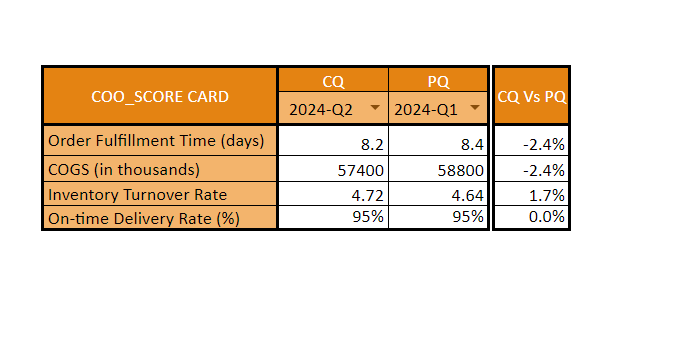 COO_SCORE CARD CQ PQ CQ Vs PQ
2024-Q2 2024-Q1
Order Fulfillment Time (days) 8.2 8.4 -2.4%
COGS (in thousands) 57400 58800 -2.4%
Inventory Turnover Rate 4.72 4.64 1.7%
On-time Delivery Rate (%) 95% 95% 0.0%